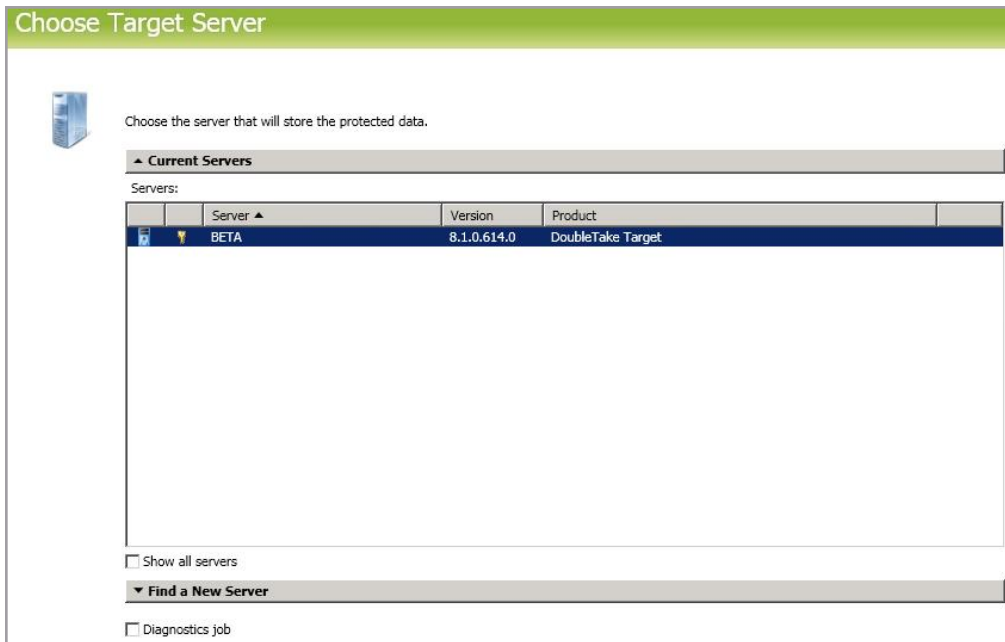 Choose Target Server
Choose the server that will store the protected data.
▲ Current Servers
Servers:
Server ▲ Version Product
BETA 8.1.0.614.0 DoubleTake Target
Show all servers
▼ Find a New Server
Diagnostics job